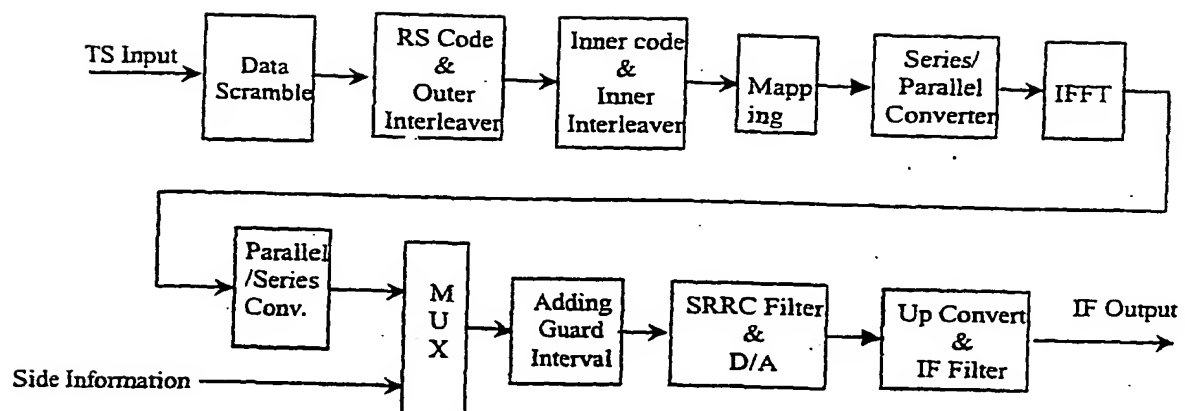 TS Input
Data
Scramble
RS Code
&
Outer
Interleaver
Inner code
&
Inner
Interleaver
Mapp
ing
Series/
Parallel
Converter
IFFT
Parallel
/Series
Conv.
M
U
X
Adding
Guard
Interval
SRRC Filter
&
D/A
Up Convert
&
IF Filter
IF Output
Side Information